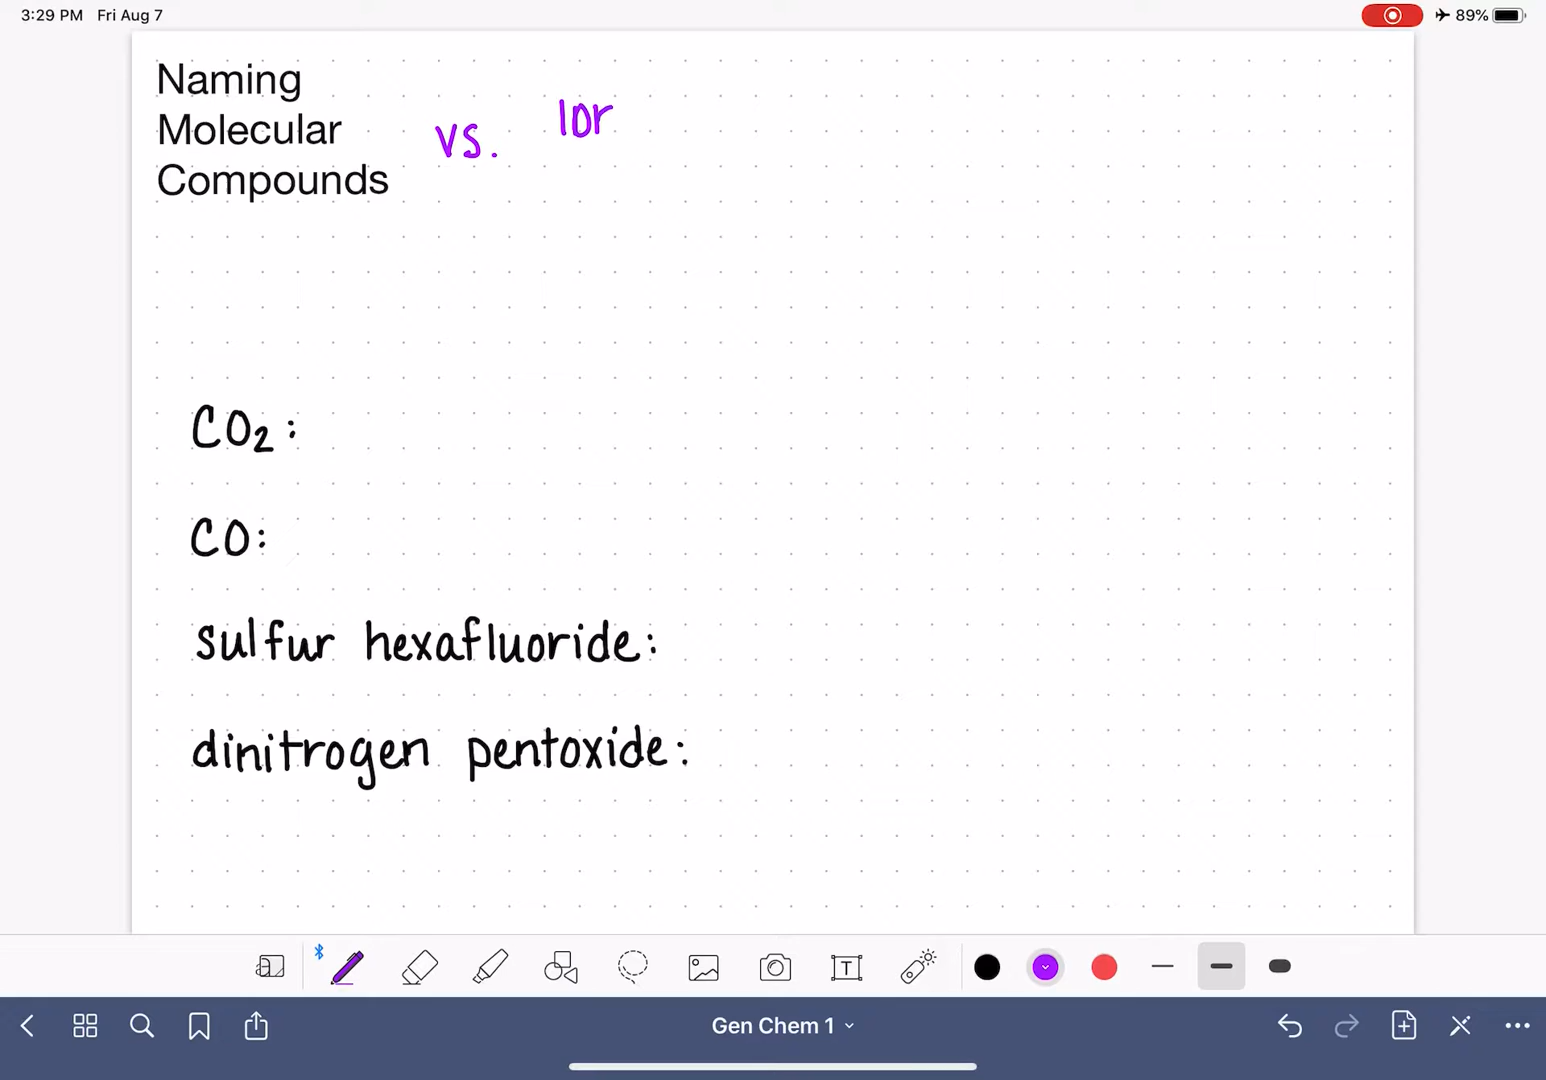 3:29 PM Fri Aug 7
89%
Naming
Molecular
Compounds
vs. Ior
CO₂:
CO:
sulfur hexafluoride:
dinitrogen pentoxide:
T
Gen Chem 1